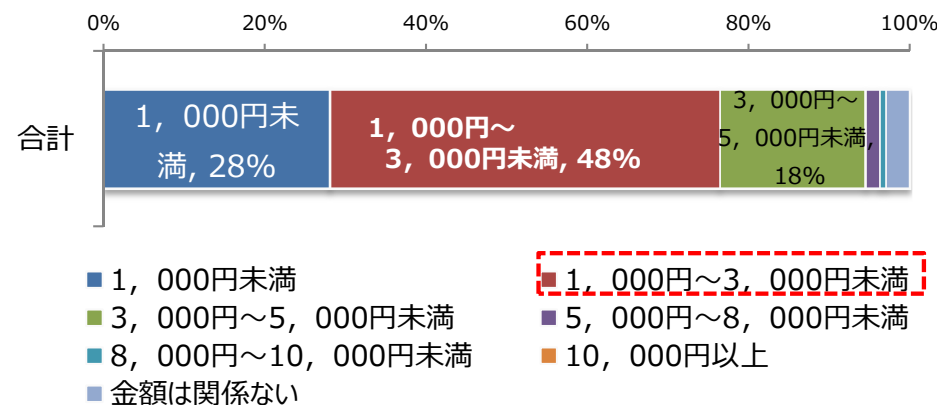 0% 20% 40% 60% 80% 100%
合計
1，000円未
満, 28%
1，000円～
3，000円未満, 48%
3，000円～
5，000円未満,
18%
1，000円未満
1，000円～3，000円未満
3，000円～5，000円未満
5，000円～8，000円未満
8，000円～10，000円未満
10，000円以上
金額は関係ない